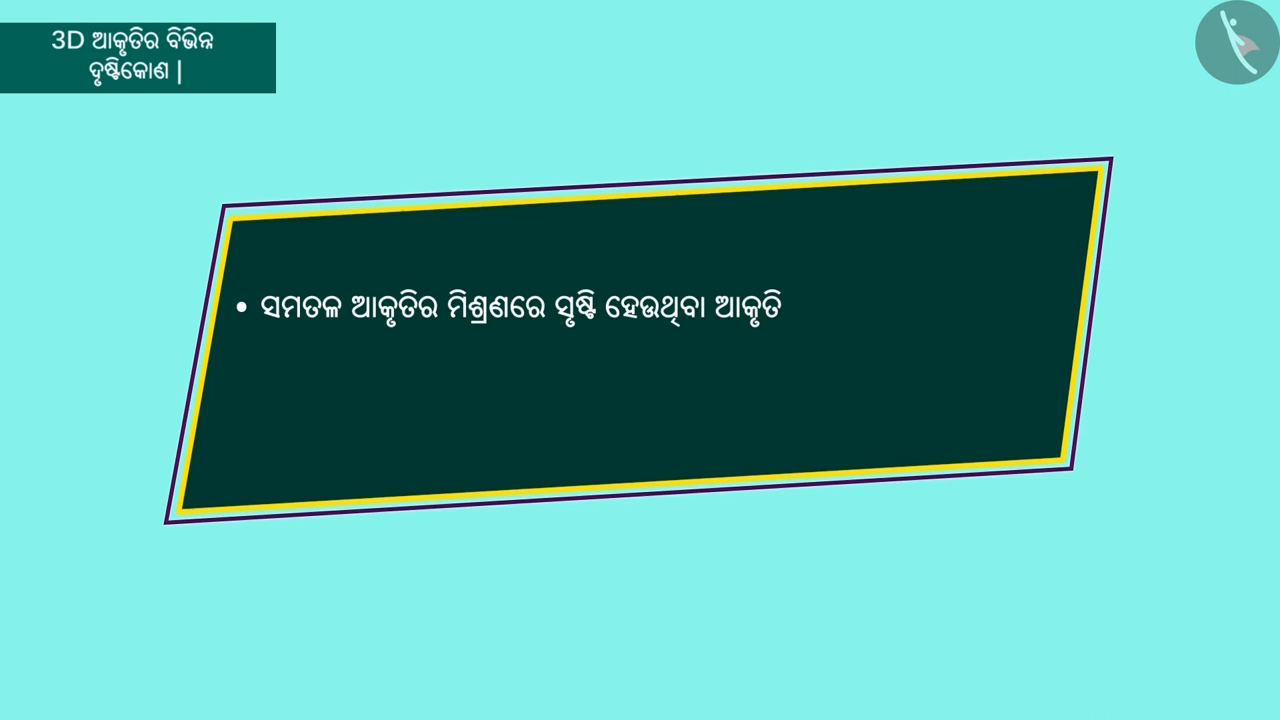 3D ଆକୃତିର ବିଭିନ୍ନ
ଦୃଷ୍ଟିକୋଣ |
• ସମତଳ ଆକୃତିର ମିଶ୍ରଣରେ ସୃଷ୍ଟି ହେଉଥିବା ଆକୃତି